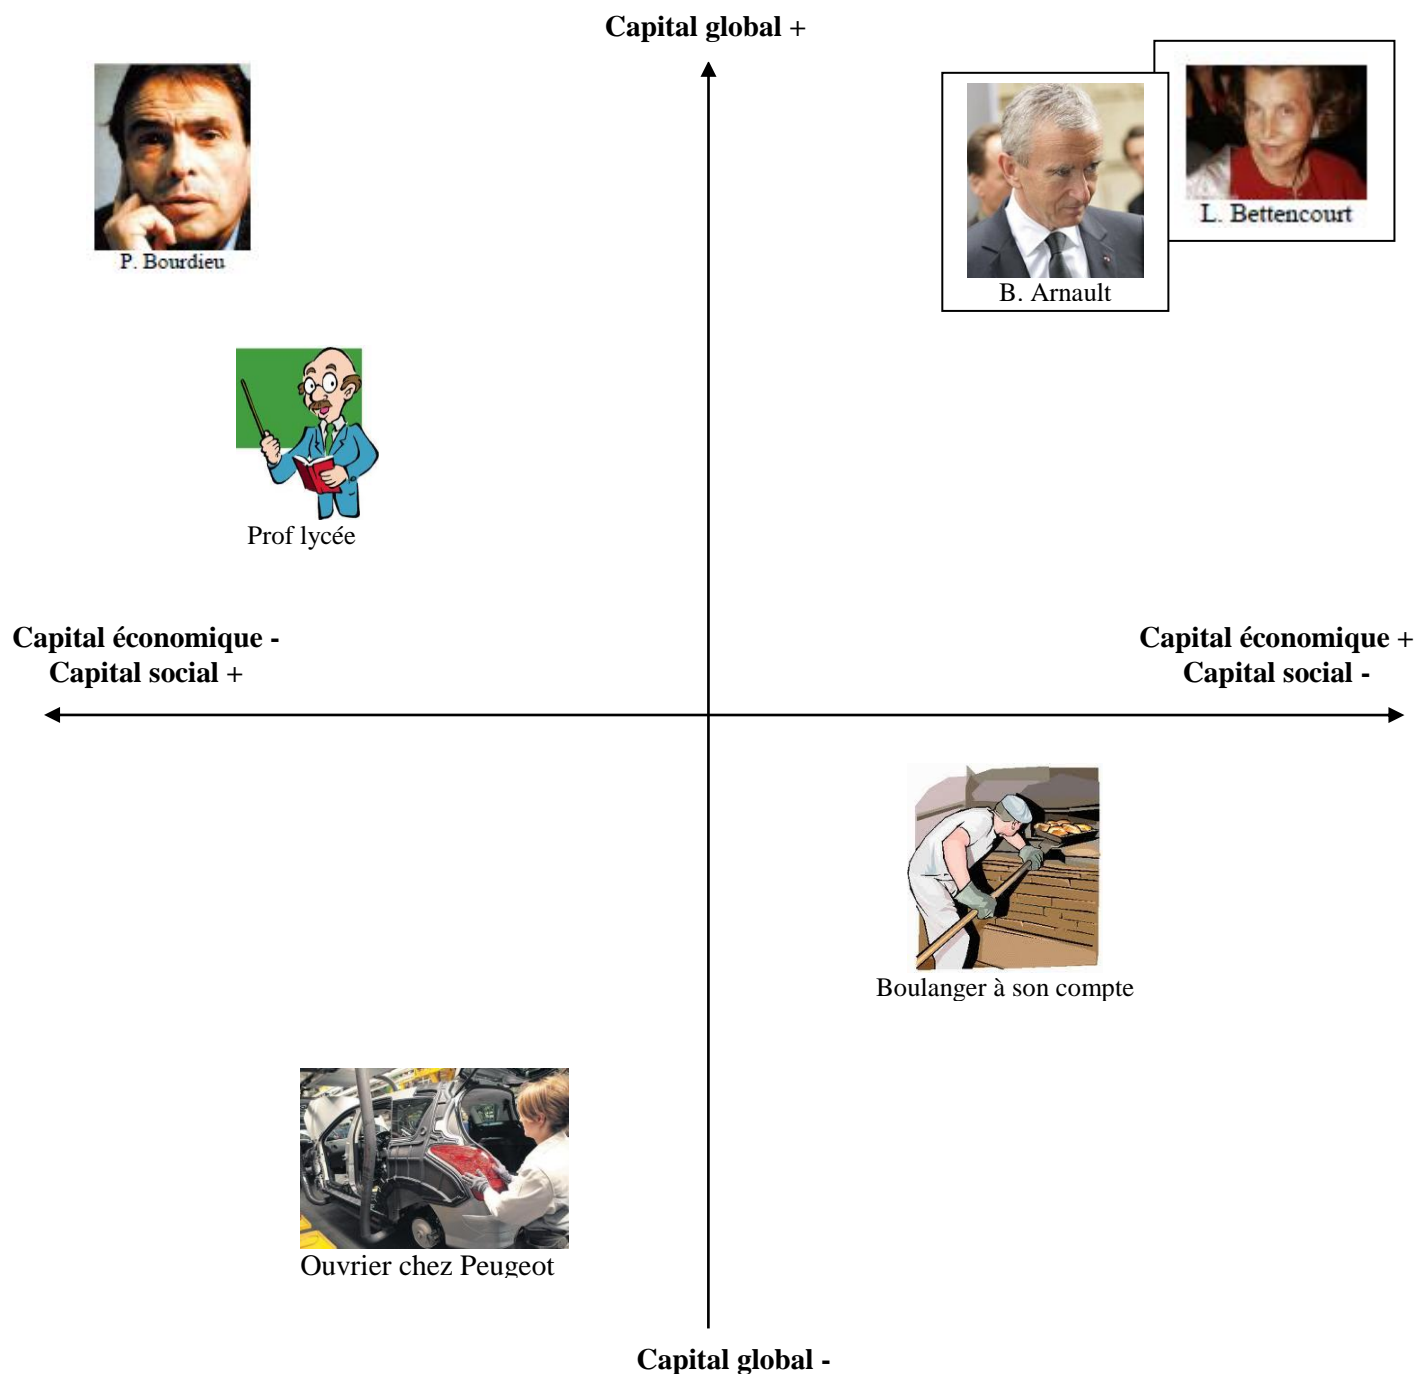 Capital global +
P. Bourdieu
L. Bettencourt
B. Arnault
Prof lycée
Capital économique -
Capital social +
Capital économique +
Capital social -
Boulanger à son compte
Ouvrier chez Peugeot
Capital global -